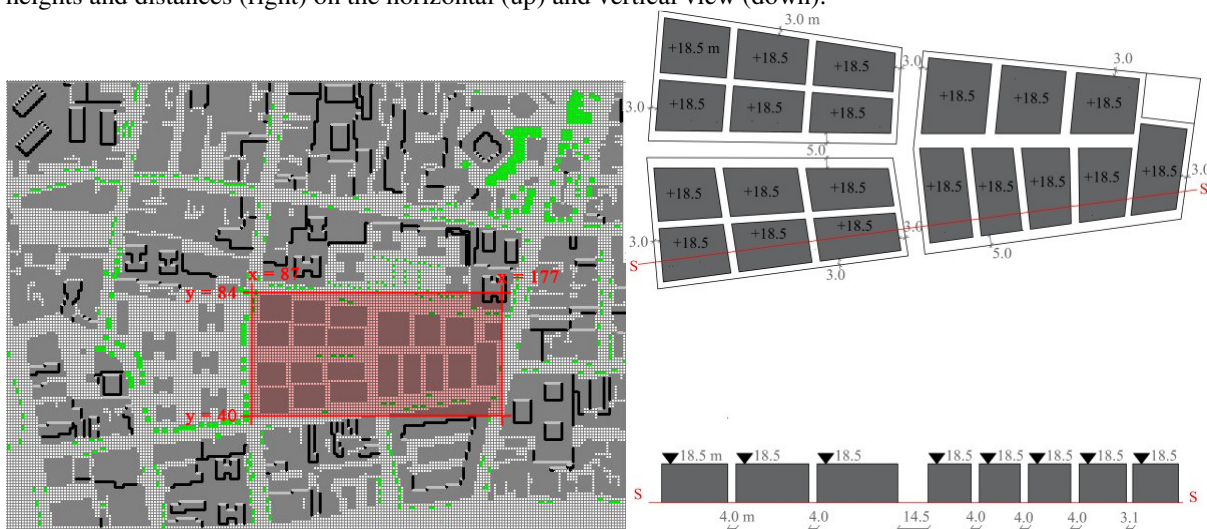 heights and distances (right) on the horizontal (up) and vertical view (down).
x = 87
x = 177
y = 84
y = 40
3.0 m
+18.5 m +18.5 +18.5
3.0
3.0
+18.5 +18.5 +18.5
3.0
+18.5 +18.5 +18.5
5.0
+18.5 +18.5 +18.5
+18.5 +18.5 +18.5 +18.5 +18.5
3.0
S
+18.5 +18.5 +18.5
3.0
3.0
3.0
5.0
S
18.5 m 18.5 18.5 18.5 18.5 18.5 18.5 18.5
S S
4.0 m 4.0 14.5 4.0 4.0 4.0 3.1